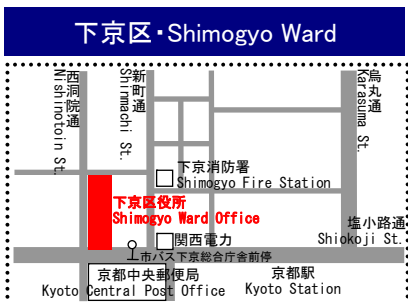 下京区・Shimogyo Ward
西洞院通
Nishinotoin St.
新町通
Shinmachi St.
烏丸通
Karasuma St.
下京消防署
Shimogyo Fire Station
下京区役所
Shimogyo Ward Office
塩小路通
Shiokoji St.
関西電力
市バス下京総合庁舎前停
京都中央郵便局
Kyoto Central Post Office
京都駅
Kyoto Station